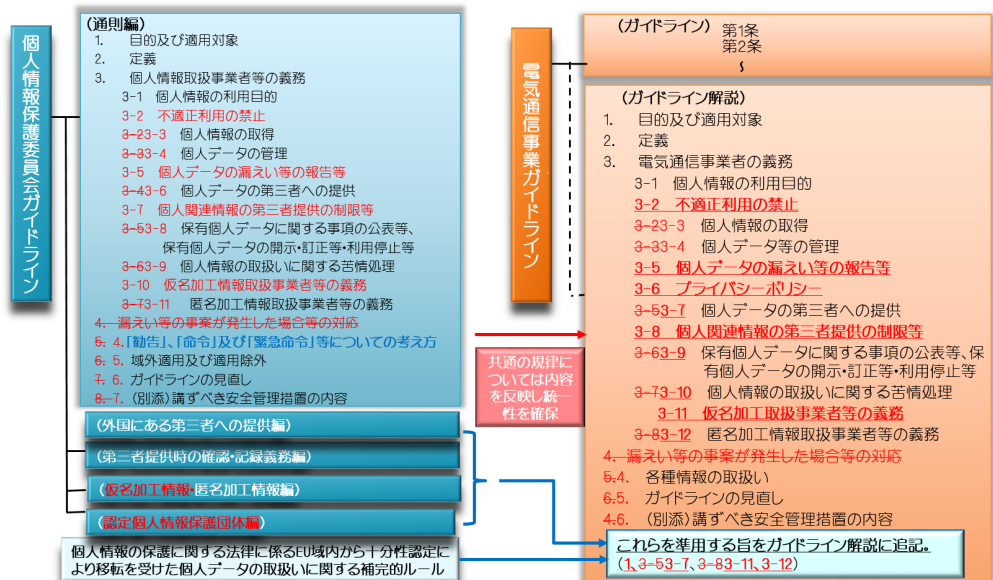 個人情報保護委員会ガイドライン
(通則編)
1. 目的及び適用対象
2. 定義
3. 個人情報取扱事業者等の義務
3-1 個人情報の利用目的
3-2 不適正利用の禁止
3-23-3 個人情報の取得
3-33-4 個人データの管理
3-5 個人データの漏えい等の報告等
3-43-6 個人データの第三者への提供
3-7 個人関連情報の第三者提供の制限等
3-53-8 保有個人データに関する事項の公表等、
保有個人データの開示・訂正等・利用停止等
3-63-9 個人情報の取扱いに関する苦情処理
3-10 仮名加工情報取扱事業者等の義務
3-73-11 匿名加工情報取扱事業者等の義務
4. 漏えい等の事案が発生した場合等の対応
5. 4.「勧告」、「命令」及び「緊急命令」等についての考え方
6. 5. 域外適用及び適用除外
7. 6. ガイドラインの見直し
8. 7. (別添)講ずべき安全管理措置の内容
(外国にある第三者への提供編)
(第三者提供時の確認・記録義務編)
(仮名加工情報・匿名加工情報編)
(認定個人情報保護団体編)
個人情報の保護に関する法律に係るEU域内から十分性認定に
より移転を受けた個人データの取扱いに関する補完的ルール
共通の規律に
ついては内容
を反映し統一
性を確保
電気通信事業ガイドライン
(ガイドライン) 第1条
第2条
~
(ガイドライン解説)
1. 目的及び適用対象
2. 定義
3. 電気通信事業者の義務
3-1 個人情報の利用目的
3-2 不適正利用の禁止
3-23-3 個人情報の取得
3-33-4 個人データ等の管理
3-5 個人データの漏えい等の報告等
3-6 プライバシーポリシー
3-53-7 個人データの第三者への提供
3-8 個人関連情報の第三者提供の制限等
3-63-9 保有個人データに関する事項の公表等、保
有個人データの開示・訂正等・利用停止等
3-73-10 個人情報の取扱いに関する苦情処理
3-11 仮名加工取扱事業者等の義務
3-83-12 匿名加工情報取扱事業者等の義務
4. 漏えい等の事案が発生した場合等の対応
5.4. 各種情報の取扱い
6.5. ガイドラインの見直し
4.6. (別添)講ずべき安全管理措置の内容
これらを準用する旨をガイドライン解説に追記。
(1、3-53-7、3-83-11、3-12)